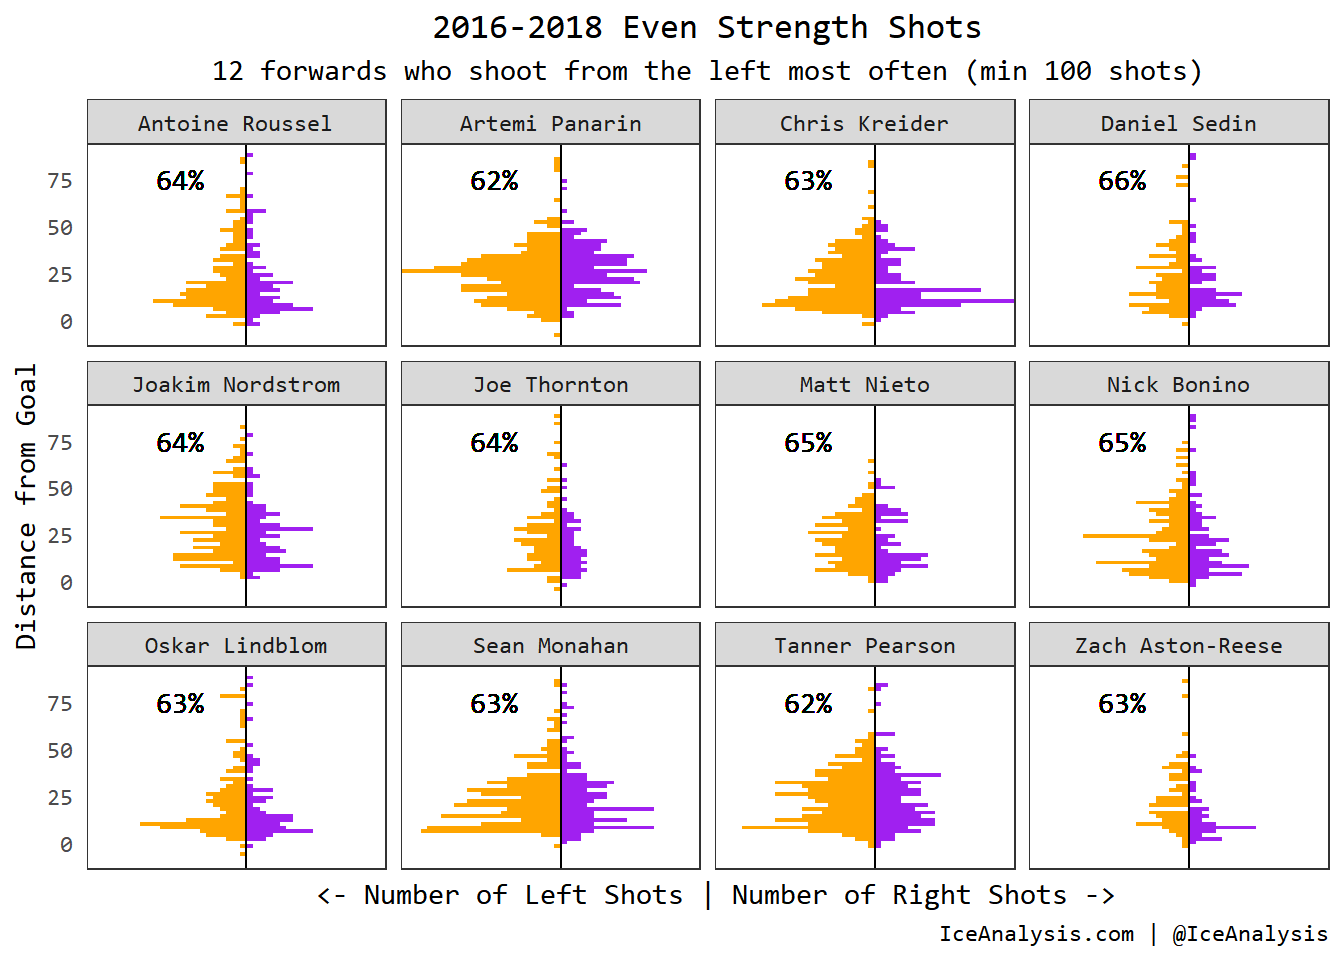 2016-2018 Even Strength Shots
12 forwards who shoot from the left most often (min 100 shots)
Antoine Roussel
Artemi Panarin
Chris Kreider
Daniel Sedin
64%
62%
63%
66%
75
50
25
0
Joakim Nordstrom
Joe Thornton
Matt Nieto
Nick Bonino
64%
64%
65%
65%
75
50
25
0
Distance from Goal
Oskar Lindblom
Sean Monahan
Tanner Pearson
Zach Aston-Reese
63%
63%
62%
63%
75
50
25
0
<- Number of Left Shots | Number of Right Shots ->
IceAnalysis.com | @IceAnalysis